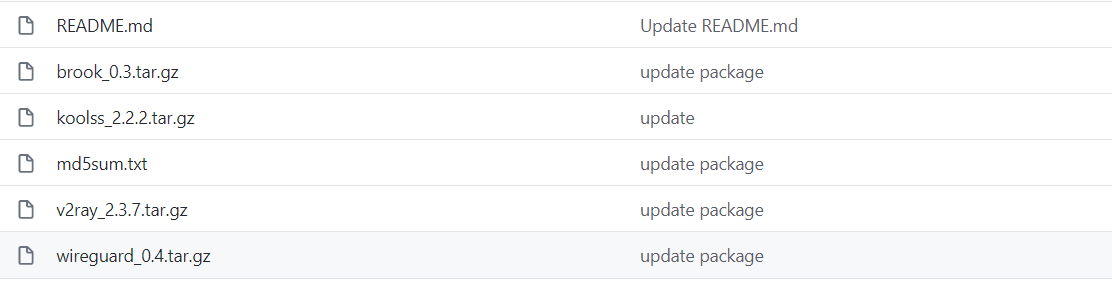 README.md Update README.md
brook_0.3.tar.gz update package
koolss_2.2.2.tar.gz update
md5sum.txt update package
v2ray_2.3.7.tar.gz update package
wireguard_0.4.tar.gz update package